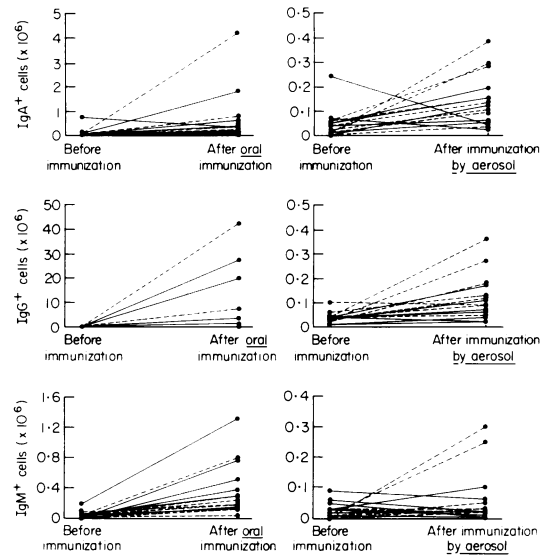 IgA+ cells (x 10^6)
5
4
3
2
1
0
Before immunization
After oral immunization
0·5
0·4
0·3
0·2
0·1
0
Before immunization
After immunization by aerosol
IgG+ cells (x 10^6)
50
40
30
20
10
0
Before immunization
After oral immunization
0·5
0·4
0·3
0·2
0·1
0
Before immunization
After immunization by aerosol
IgM+ cells (x 10^6)
1·6
1·2
0·8
0·4
0
Before immunization
After oral immunization
0·4
0·3
0·2
0·1
0
Before immunization
After immunization by aerosol